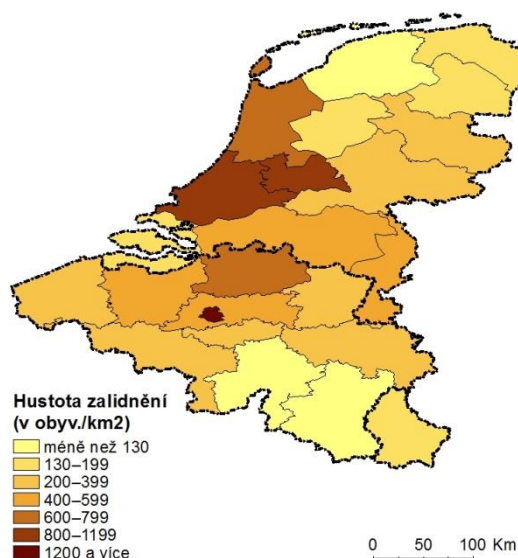 Hustota zalidnění
(v obyv./km2)
méně než 130
130–199
200–399
400–599
600–799
800–1199
1200 a více
0 50 100 Km